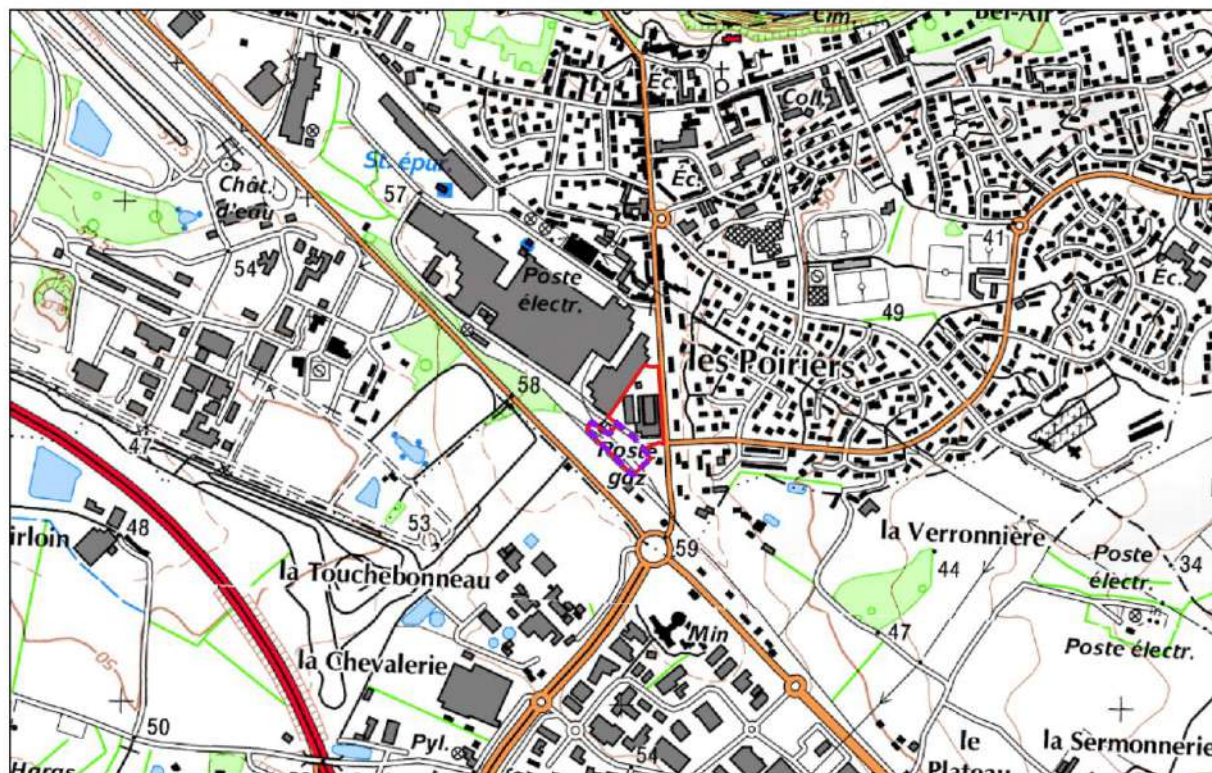 Cim.
Bel-Air
Éc.
Coll.
St. épur.
57
Éc.
Chât.
d'eau
50
41
54
Poste
électr.
Éc.
49
les Poiriers
58
47
Poste
gaz
53
48
irloin
59
la Verronnière
la Touchebonneau
44
Poste
électr.
34
Min
47
Poste électr.
50
la Chevalerie
50
Pyl.
54
le
Plateau
la Sermonnerie
Haras